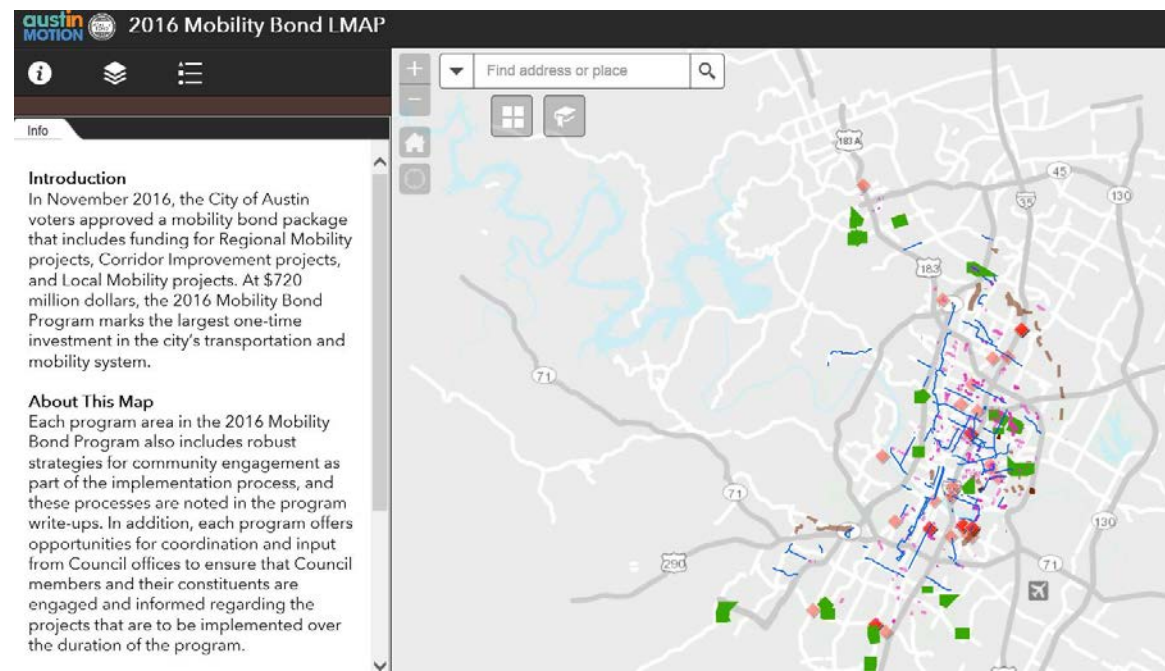 austin MOTION 2016 Mobility Bond LMAP
Find address or place
Info
Introduction
In November 2016, the City of Austin
voters approved a mobility bond package
that includes funding for Regional Mobility
projects, Corridor Improvement projects,
and Local Mobility projects. At $720
million dollars, the 2016 Mobility Bond
Program marks the largest one-time
investment in the city's transportation and
mobility system.
About This Map
Each program area in the 2016 Mobility
Bond Program also includes robust
strategies for community engagement as
part of the implementation process, and
these processes are noted in the program
write-ups. In addition, each program offers
opportunities for coordination and input
from Council offices to ensure that Council
members and their constituents are
engaged and informed regarding the
projects that are to be implemented over
the duration of the program.
183 A
45
130
35
183
71
71
130
290
71